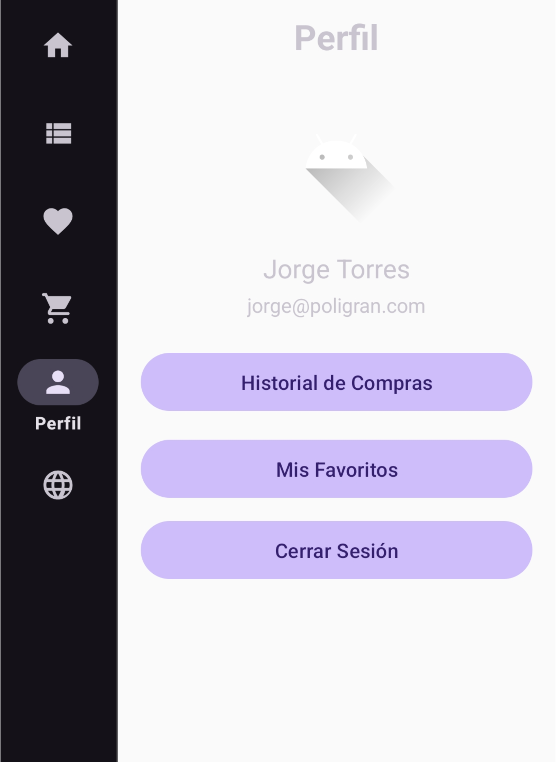 Perfil
Jorge Torres
jorge@poligran.com
Historial de Compras
Perfil
Mis Favoritos
Cerrar Sesión